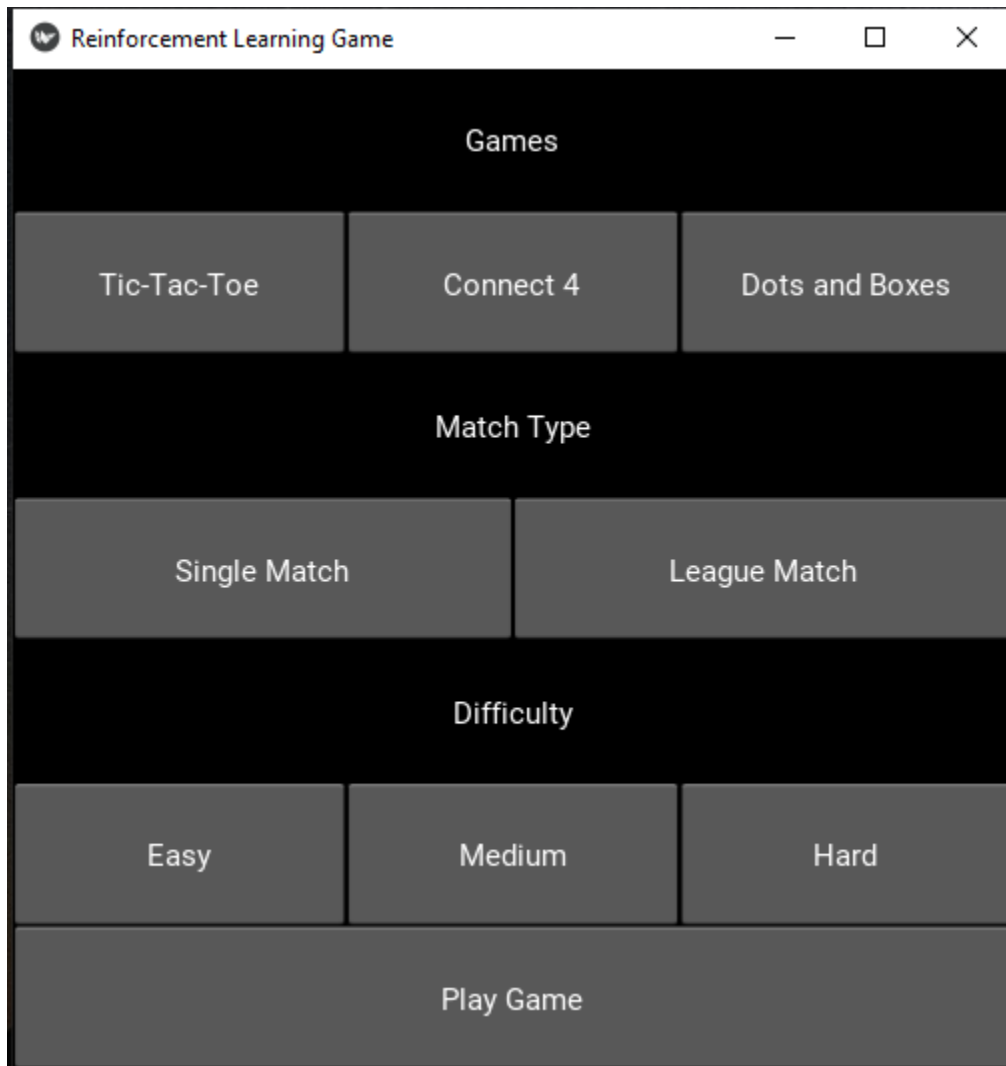 Reinforcement Learning Game
Games
Tic-Tac-Toe Connect 4 Dots and Boxes
Match Type
Single Match League Match
Difficulty
Easy Medium Hard
Play Game